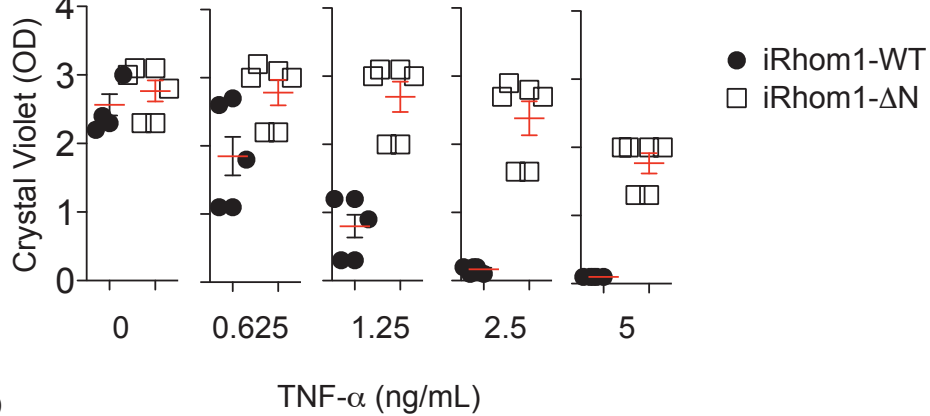 Crystal Violet (OD)
4
3
2
1
0
iRhom1-WT
iRhom1-ΔN
0
0.625
1.25
2.5
5
TNF-α (ng/mL)